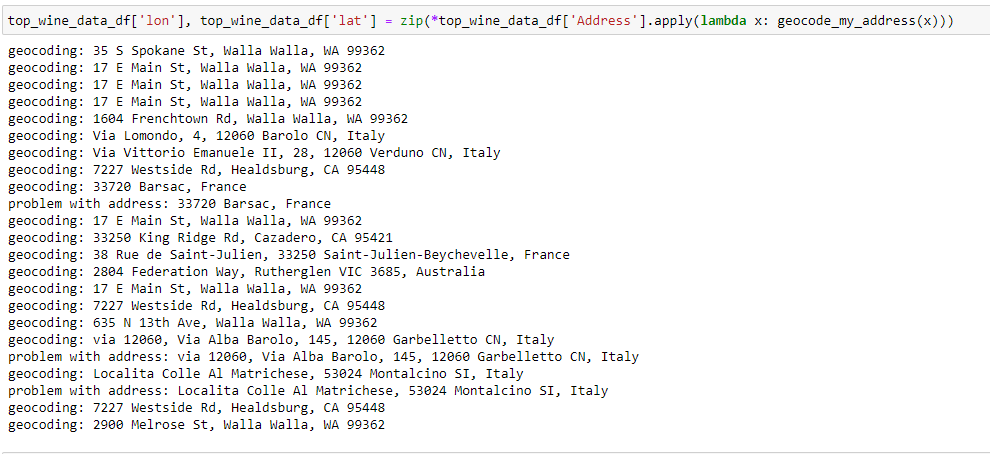 top_wine_data_df['lon'], top_wine_data_df['lat'] = zip(*top_wine_data_df['Address'].apply(lambda x: geocode_my_address(x)))
geocoding: 35 S Spokane St, Walla Walla, WA 99362
geocoding: 17 E Main St, Walla Walla, WA 99362
geocoding: 17 E Main St, Walla Walla, WA 99362
geocoding: 17 E Main St, Walla Walla, WA 99362
geocoding: 1604 Frenchtown Rd, Walla Walla, WA 99362
geocoding: Via Lomondo, 4, 12060 Barolo CN, Italy
geocoding: Via Vittorio Emanuele II, 28, 12060 Verduno CN, Italy
geocoding: 7227 Westside Rd, Healdsburg, CA 95448
geocoding: 33720 Barsac, France
problem with address: 33720 Barsac, France
geocoding: 17 E Main St, Walla Walla, WA 99362
geocoding: 33250 King Ridge Rd, Cazadero, CA 95421
geocoding: 38 Rue de Saint-Julien, 33250 Saint-Julien-Beychevelle, France
geocoding: 2804 Federation Way, Rutherglen VIC 3685, Australia
geocoding: 17 E Main St, Walla Walla, WA 99362
geocoding: 7227 Westside Rd, Healdsburg, CA 95448
geocoding: 635 N 13th Ave, Walla Walla, WA 99362
geocoding: via 12060, Via Alba Barolo, 145, 12060 Garbelletto CN, Italy
problem with address: via 12060, Via Alba Barolo, 145, 12060 Garbelletto CN, Italy
geocoding: Localita Colle Al Matrichese, 53024 Montalcino SI, Italy
problem with address: Localita Colle Al Matrichese, 53024 Montalcino SI, Italy
geocoding: 7227 Westside Rd, Healdsburg, CA 95448
geocoding: 2900 Melrose St, Walla Walla, WA 99362